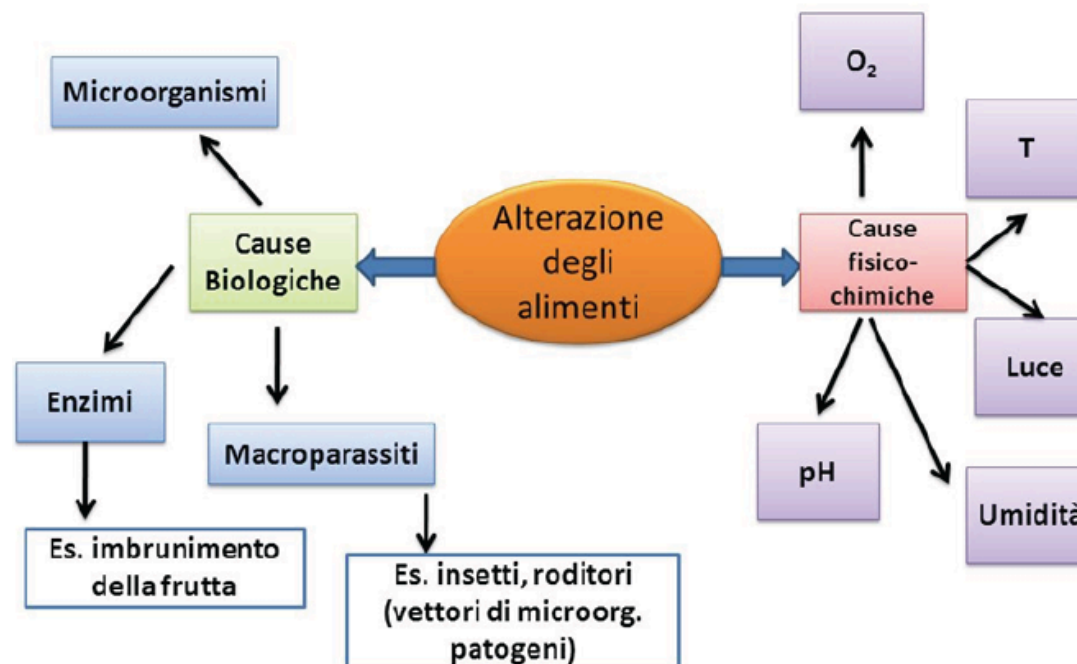 Microorganismi
O₂
T
Cause
Biologiche
Alterazione
degli
alimenti
Cause
fisico-
chimiche
Enzimi
Luce
Macroparassiti
pH
Umidità
Es. imbrunimento
della frutta
Es. insetti, roditori
(vettori di microorg.
patogeni)